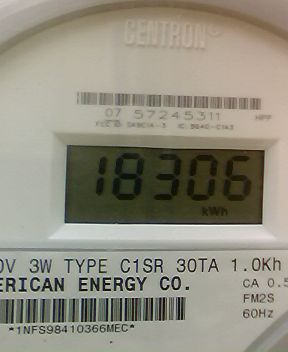 CENTRON®
07 57245311
HPP
18306
kWh
0V 3W TYPE C1SR 30TA 1.0Kh
ERICAN ENERGY CO.
CA 0.5
FM2S
60Hz
*1NFS98410366MEC*